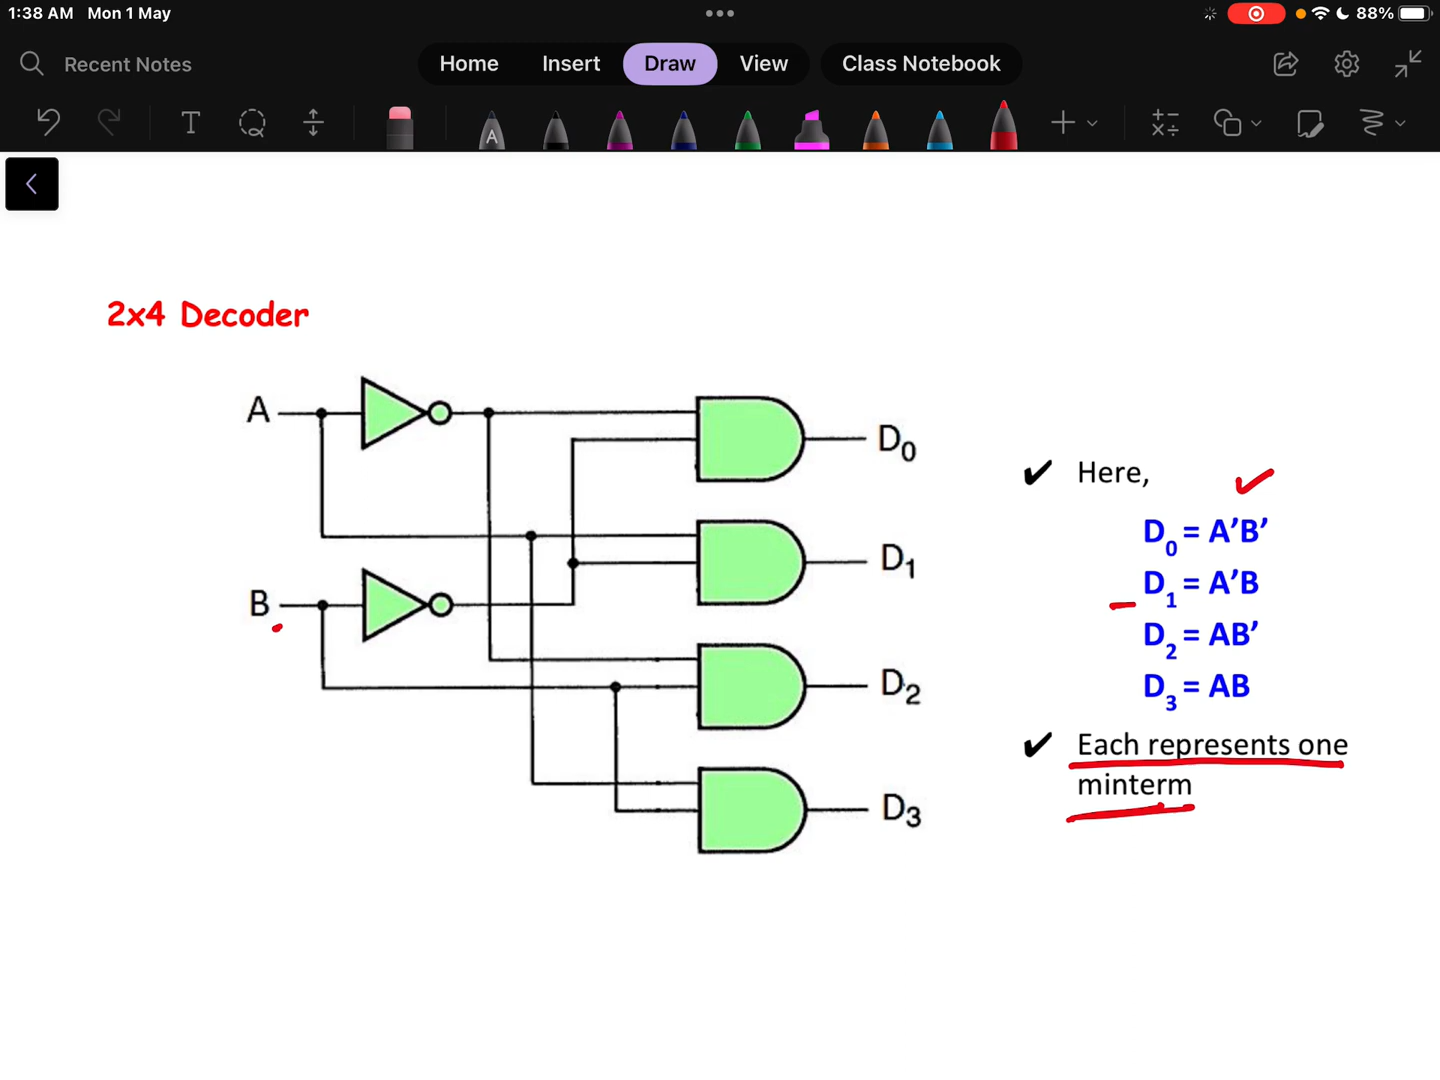 1:38 AM Mon 1 May
88%
Recent Notes
Home Insert Draw View Class Notebook
T
A
2x4 Decoder
A
D0
Here,
D0 = A’B’
D1
D1 = A’B
B
D2 = AB’
D2
D3 = AB
Each represents one
minterm
D3